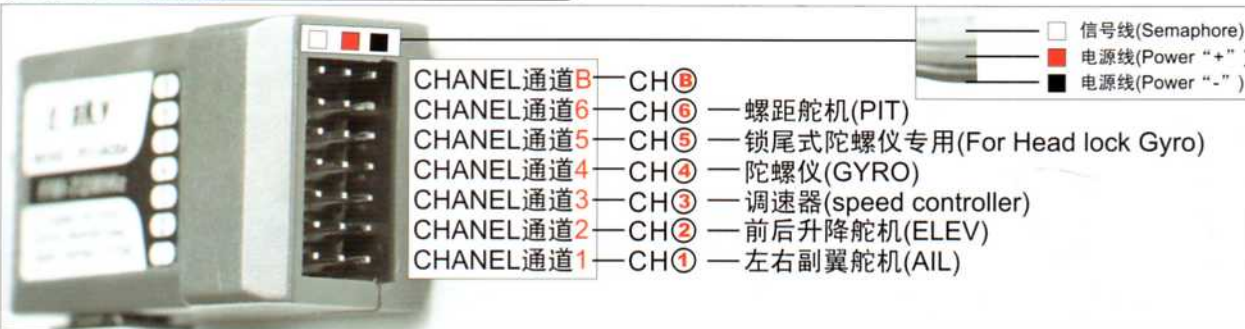 CHANEL通道B CHⒷ
CHANEL通道6 CH⑥ 螺距舵机(PIT)
CHANEL通道5 CH⑤ 锁尾式陀螺仪专用(For Head lock Gyro)
CHANEL通道4 CH④ 陀螺仪(GYRO)
CHANEL通道3 CH③ 调速器(speed controller)
CHANEL通道2 CH② 前后升降舵机(ELEV)
CHANEL通道1 CH① 左右副翼舵机(AIL)
信号线(Semaphore)
电源线(Power “+” )
电源线(Power “-” )